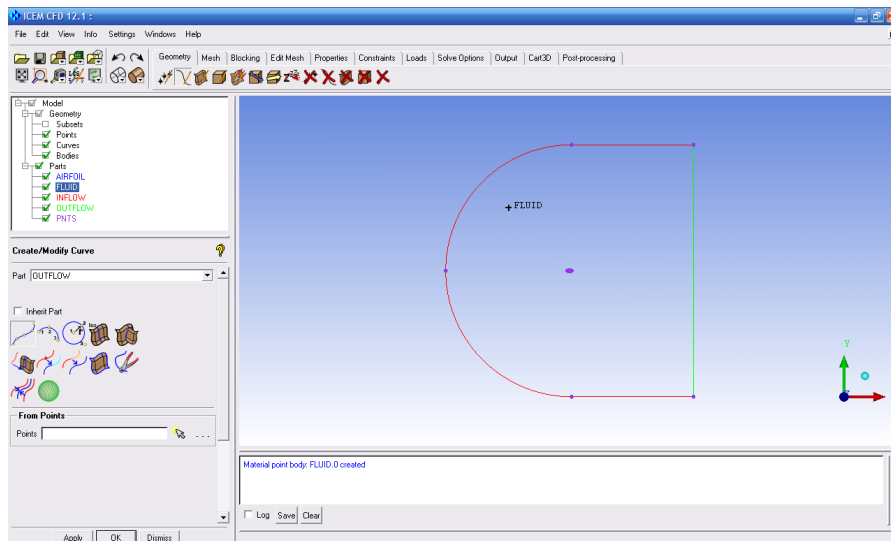 ICEM CFD 12.1 :
File Edit View Info Settings Windows Help
Geometry Mesh Blocking Edit Mesh Properties Constraints Loads Solve Options Output Cart3D Post-processing
Model
Geometry
Subsets
Points
Curves
Bodies
Parts
AIRFOIL
FLUID
INFLOW
OUTFLOW
PNTS
Create/Modify Curve
Part OUTFLOW
Inherit Part
From Points
Points ...
Apply OK Dismiss
FLUID
Y
Material point body: FLUID.0 created
Log Save Clear